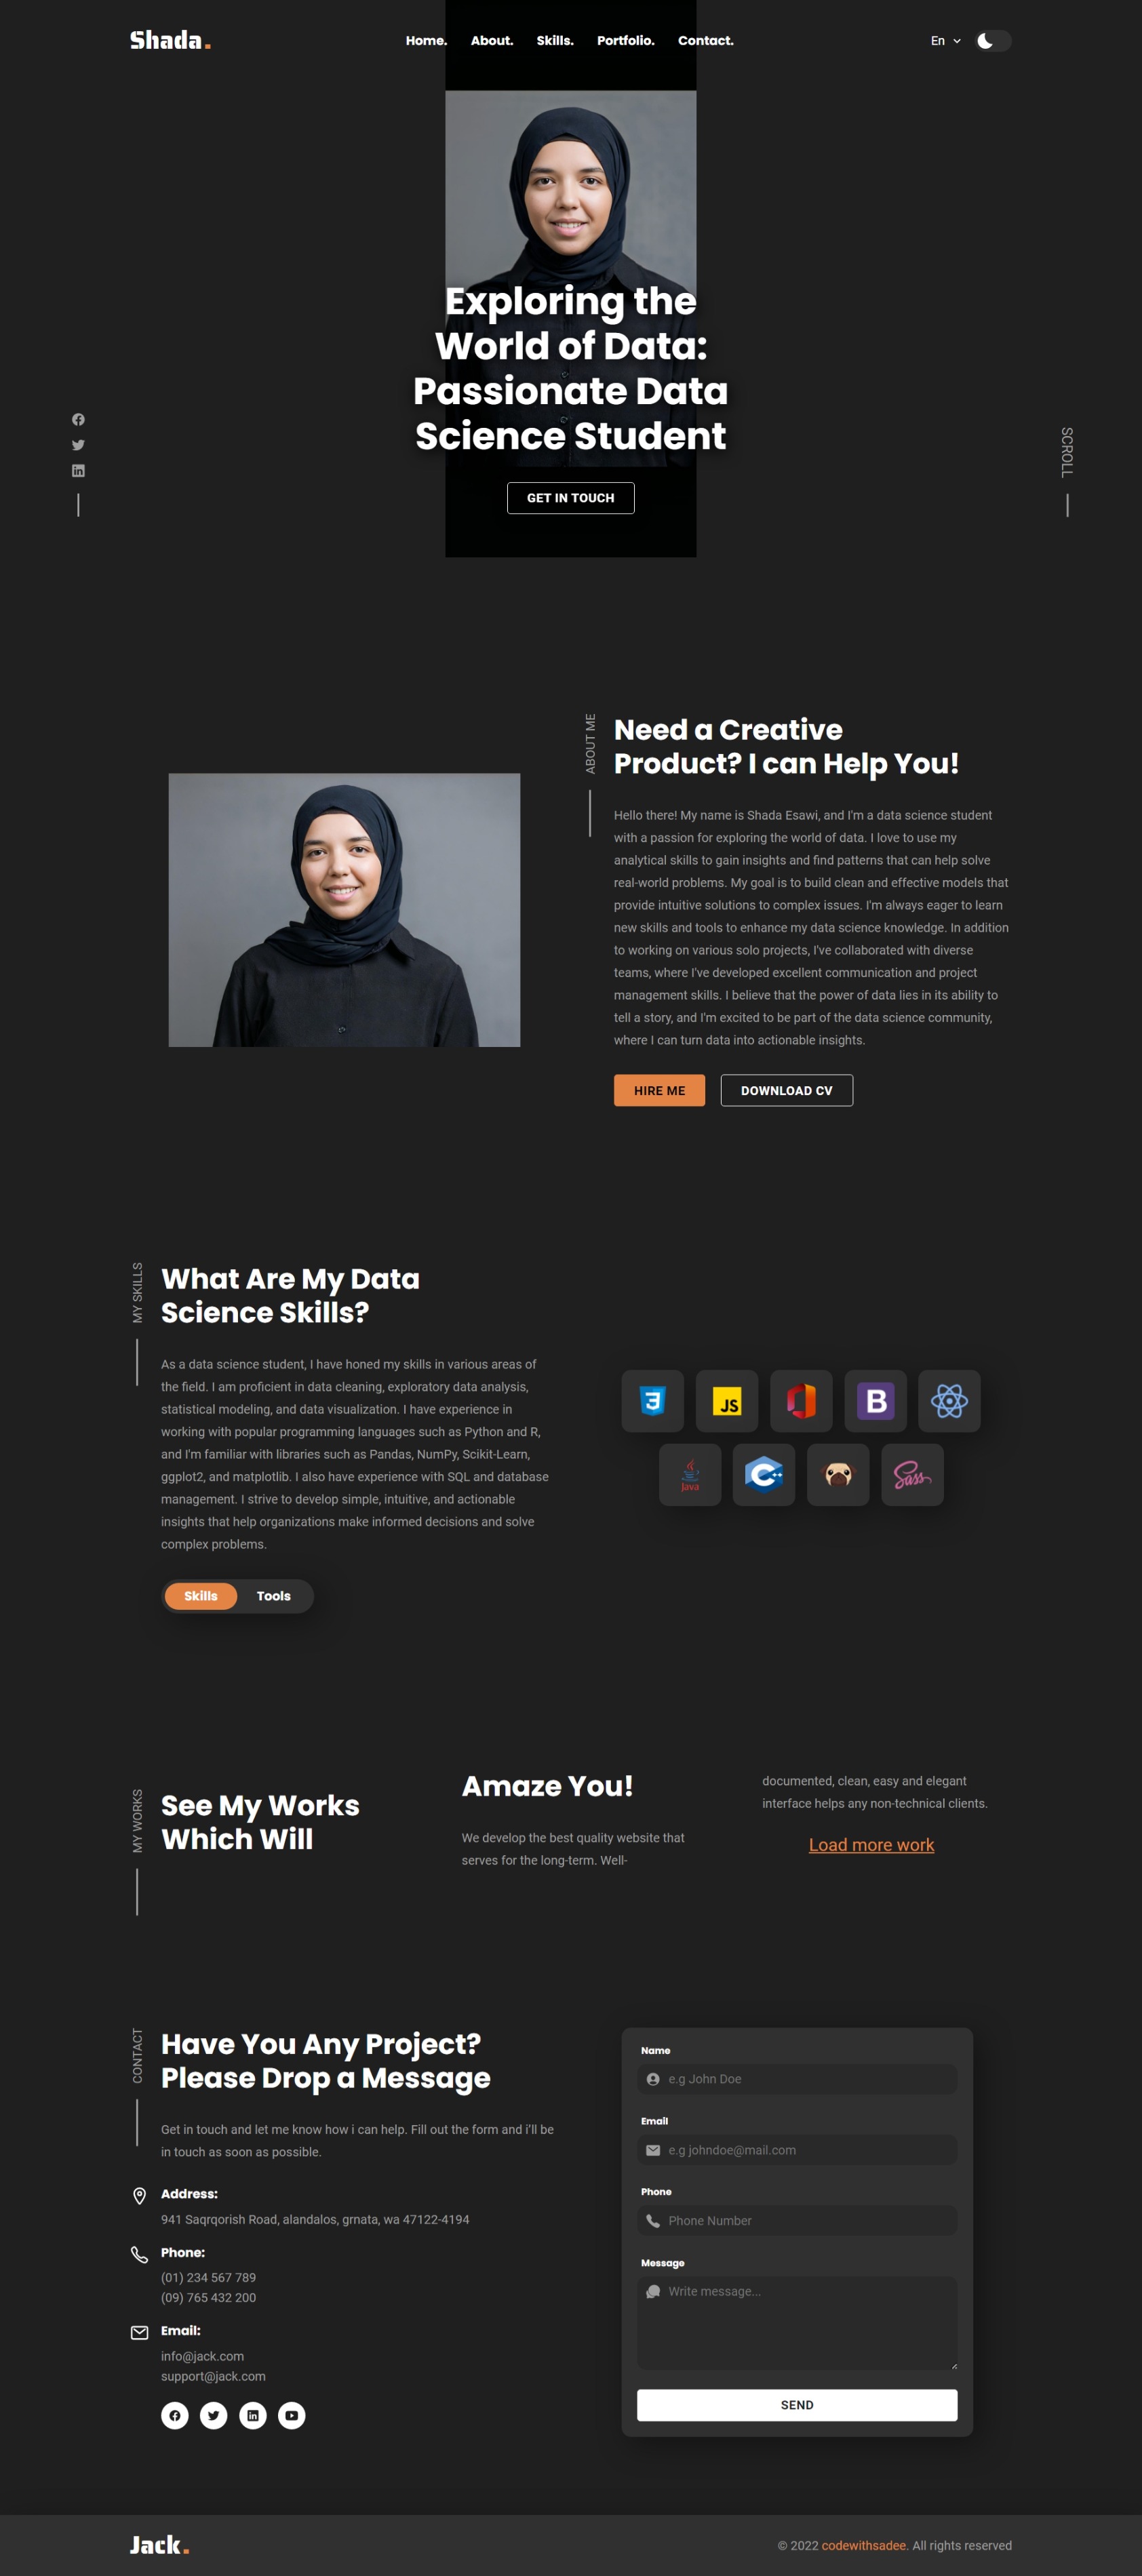 Shada.
Home. About. Skills. Portfolio. Contact.
En
Exploring the
World of Data:
Passionate Data
Science Student
GET IN TOUCH
SCROLL
ABOUT ME
Need a Creative
Product? I can Help You!
Hello there! My name is Shada Esawi, and I'm a data science student
with a passion for exploring the world of data. I love to use my
analytical skills to gain insights and find patterns that can help solve
real-world problems. My goal is to build clean and effective models that
provide intuitive solutions to complex issues. I'm always eager to learn
new skills and tools to enhance my data science knowledge. In addition
to working on various solo projects, I've collaborated with diverse
teams, where I've developed excellent communication and project
management skills. I believe that the power of data lies in its ability to
tell a story, and I'm excited to be part of the data science community,
where I can turn data into actionable insights.
HIRE ME
DOWNLOAD CV
MY SKILLS
What Are My Data
Science Skills?
As a data science student, I have honed my skills in various areas of
the field. I am proficient in data cleaning, exploratory data analysis,
statistical modeling, and data visualization. I have experience in
working with popular programming languages such as Python and R,
and I'm familiar with libraries such as Pandas, NumPy, Scikit-Learn,
ggplot2, and matplotlib. I also have experience with SQL and database
management. I strive to develop simple, intuitive, and actionable
insights that help organizations make informed decisions and solve
complex problems.
Skills Tools
3 JS B
Java C++ Sass
MY WORKS
See My Works
Which Will
Amaze You!
We develop the best quality website that
serves for the long-term. Well-
documented, clean, easy and elegant
interface helps any non-technical clients.
Load more work
CONTACT
Have You Any Project?
Please Drop a Message
Get in touch and let me know how i can help. Fill out the form and i'll be
in touch as soon as possible.
Address:
941 Saqrqorish Road, alandalos, grnata, wa 47122-4194
Phone:
(01) 234 567 789
(09) 765 432 200
Email:
info@jack.com
support@jack.com
Name
e.g John Doe
Email
e.g johndoe@mail.com
Phone
Phone Number
Message
Write message...
SEND
Jack.
© 2022 codewithsadee. All rights reserved